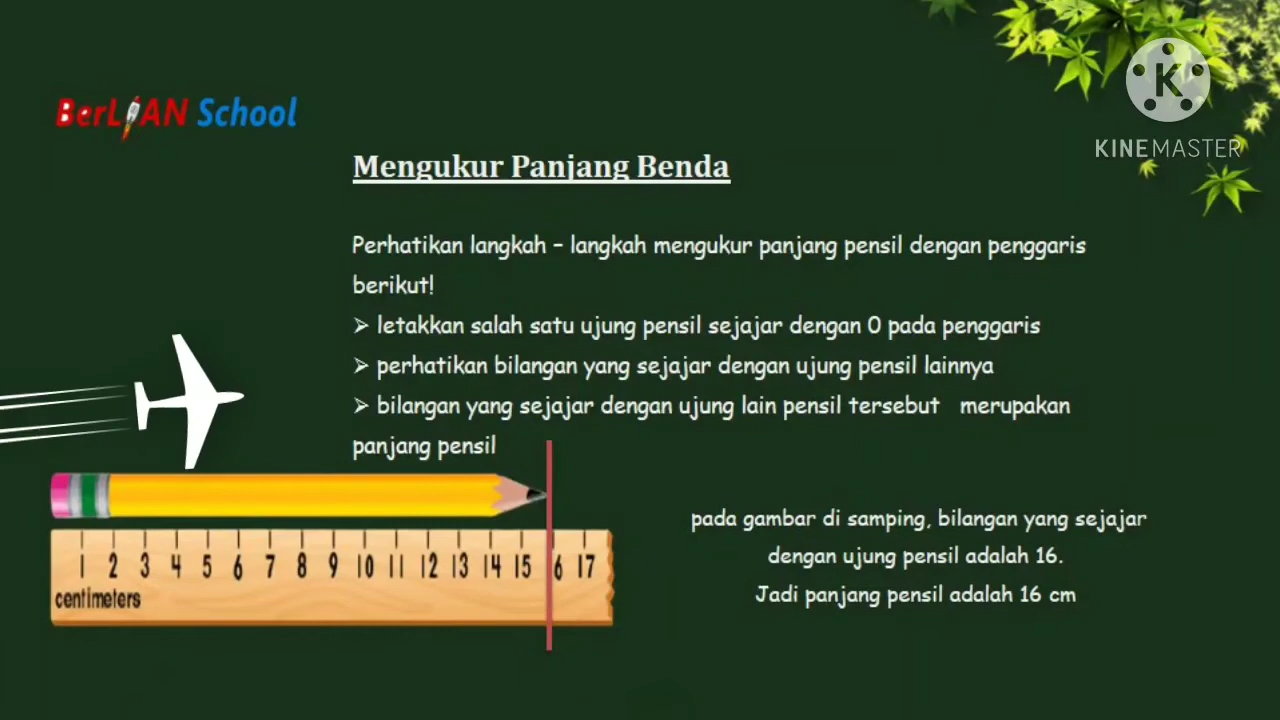 BerLIAN School
K
KINEMASTER
Mengukur Panjang Benda
Perhatikan langkah – langkah mengukur panjang pensil dengan penggaris
berikut!
➢ letakkan salah satu ujung pensil sejajar dengan 0 pada penggaris
➢ perhatikan bilangan yang sejajar dengan ujung pensil lainnya
➢ bilangan yang sejajar dengan ujung lain pensil tersebut merupakan
panjang pensil
pada gambar di samping, bilangan yang sejajar
dengan ujung pensil adalah 16.
Jadi panjang pensil adalah 16 cm
1 2 3 4 5 6 7 8 9 10 11 12 13 14 15 6 17
centimeters